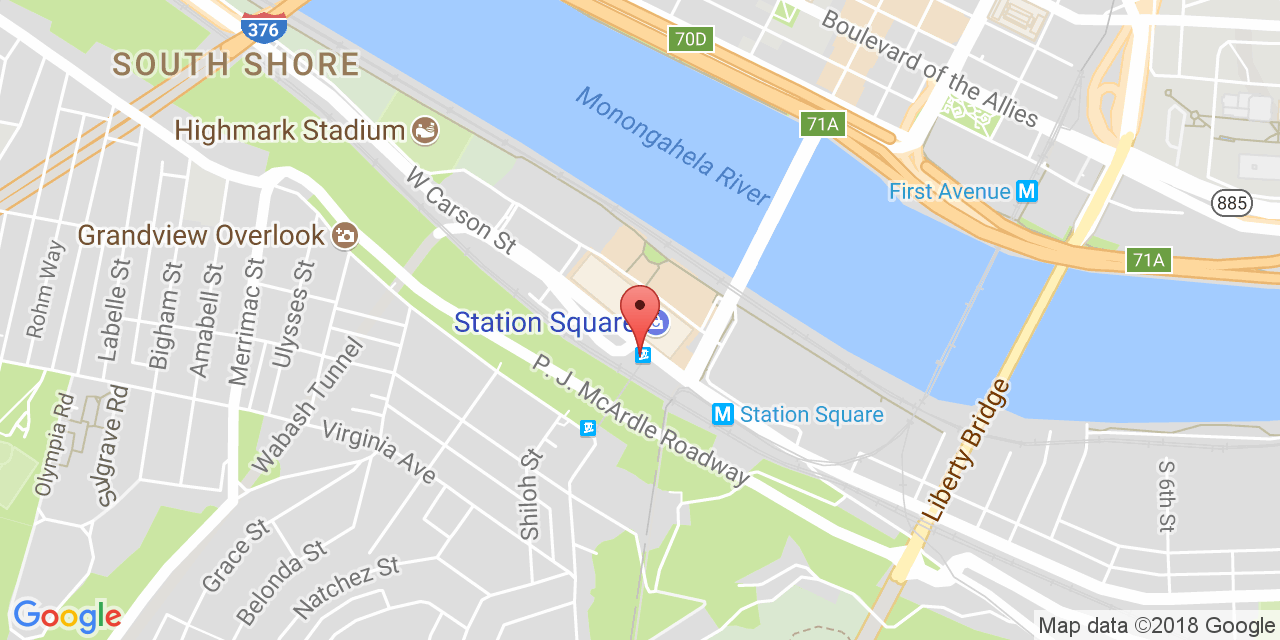 376
SOUTH SHORE
70D
Boulevard of the Allies
Highmark Stadium
Monongahela River
71A
W Carson St
First Avenue M
885
Grandview Overlook
71A
Rohm Way
Labelle St
Bigham St
Amabell St
Merrimac St
Ulysses St
Station Square
Wabash Tunnel
P. J. McArdle Roadway
M Station Square
Olympia Rd
Sulgrave Rd
Virginia Ave
Shiloh St
Liberty Bridge
S 6th St
Grace St
Belonda St
Natchez St
Google
Map data ©2018 Google